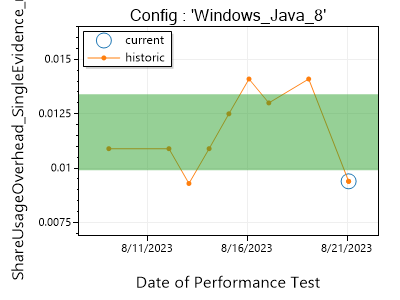 Config : 'Windows_Java_8'
current
historic
0.015
0.0125
0.01
0.0075
8/11/2023
8/16/2023
8/21/2023
Date of Performance Test
ShareUsageOverhead_SingleEvidence_